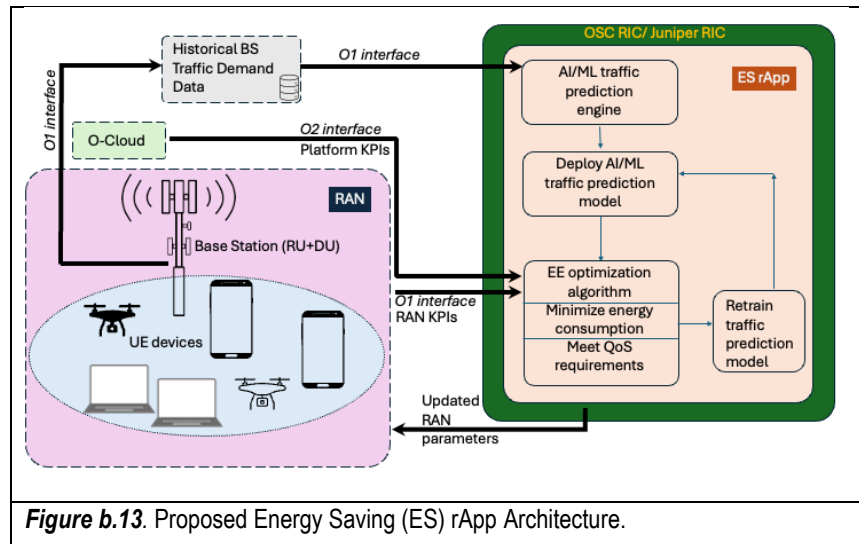 OSC RIC/ Juniper RIC
Historical BS
Traffic Demand
Data
O1 interface
O1 interface
AI/ML traffic
prediction
engine
ES rApp
O-Cloud
O2 interface
Platform KPIs
Deploy AI/ML
traffic prediction
model
RAN
Base Station (RU+DU)
EE optimization
algorithm
Minimize energy
consumption
Meet QoS
requirements
O1 interface
RAN KPIs
Retrain
traffic
prediction
model
UE devices
Updated
RAN
parameters
Figure b.13. Proposed Energy Saving (ES) rApp Architecture.